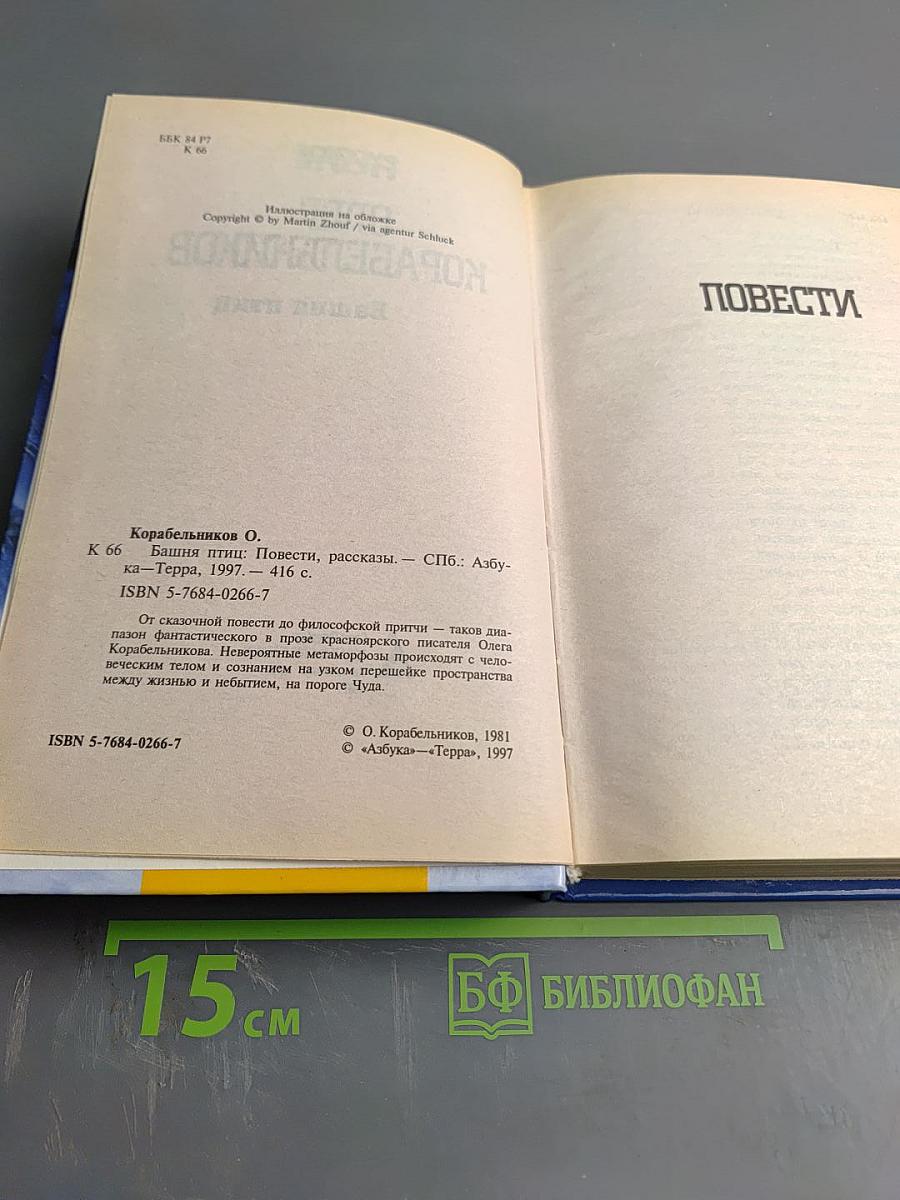 ББК 84 Р7
К 66
Иллюстрация на обложке
Copyright © by Martin Zhouf / via agentur Schluck
КОРАБЕЛЬНИКОВ
Башня птиц
Корабельников О.
К 66 Башня птиц: Повести, рассказы. — СПб.: Азбу-
ка—Терра, 1997. — 416 с.
ISBN 5-7684-0266-7
От сказочной повести до философской притчи — таков диа-
пазон фантастического в прозе красноярского писателя Олега
Корабельникова. Невероятные метаморфозы происходят с чело-
веческим телом и сознанием на узком перешейке пространства
между жизнью и небытием, на пороге Чуда.
ISBN 5-7684-0266-7
© О. Корабельников, 1981
© «Азбука»—«Терра», 1997
ПОВЕСТИ
15 см
БФ БИБЛИОФАН